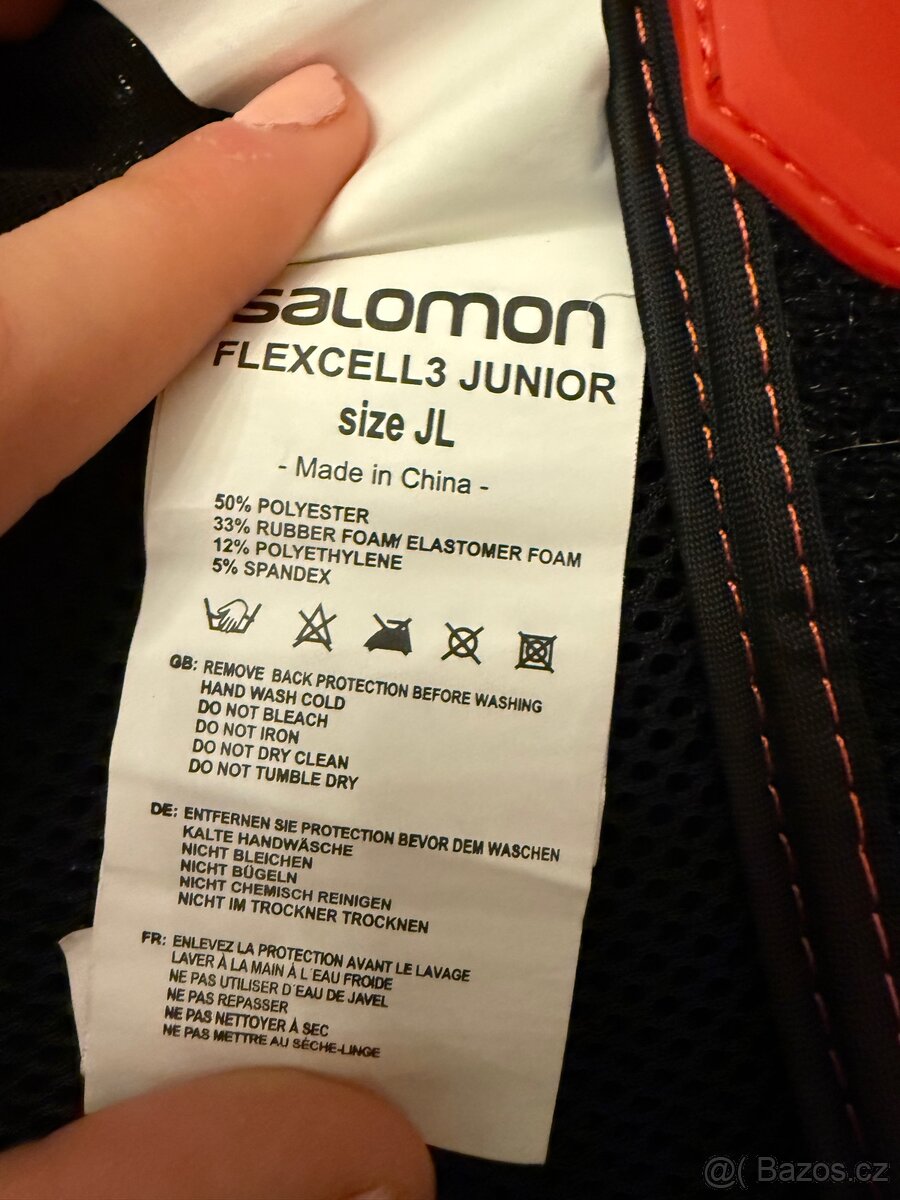 salomon
FLEXCELL3 JUNIOR
size JL
- Made in China -
50% POLYESTER
33% RUBBER FOAM/ ELASTOMER FOAM
12% POLYETHYLENE
5% SPANDEX
GB: REMOVE BACK PROTECTION BEFORE WASHING
HAND WASH COLD
DO NOT BLEACH
DO NOT IRON
DO NOT DRY CLEAN
DO NOT TUMBLE DRY
DE: ENTFERNEN SIE PROTECTION BEVOR DEM WASCHEN
KALTE HANDWÄSCHE
NICHT BLEICHEN
NICHT BÜGELN
NICHT CHEMISCH REINIGEN
NICHT IM TROCKNER TROCKNEN
FR: ENLEVEZ LA PROTECTION AVANT LE LAVAGE
LAVER À LA MAIN À L'EAU FROIDE
NE PAS UTILISER D'EAU DE JAVEL
NE PAS REPASSER
NE PAS NETTOYER À SEC
NE PAS METTRE AU SÈCHE-LINGE
@( Bazos.cz